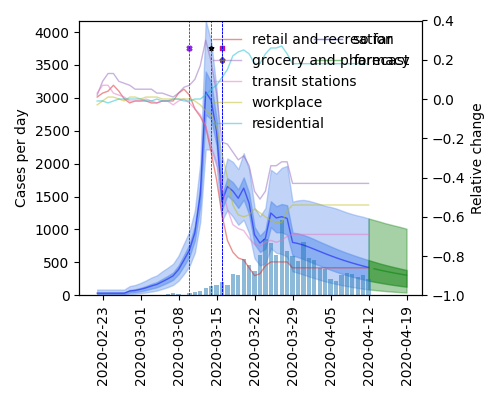 4000
3500
3000
2500
2000
1500
1000
500
0
Cases per day
0.4
0.2
0.0
−0.2
−0.4
−0.6
−0.8
−1.0
Relative change
retail and recreation
grocery and pharmacy
transit stations
workplace
residential
so far
forecast
2020-02-23
2020-03-01
2020-03-08
2020-03-15
2020-03-22
2020-03-29
2020-04-05
2020-04-12
2020-04-19